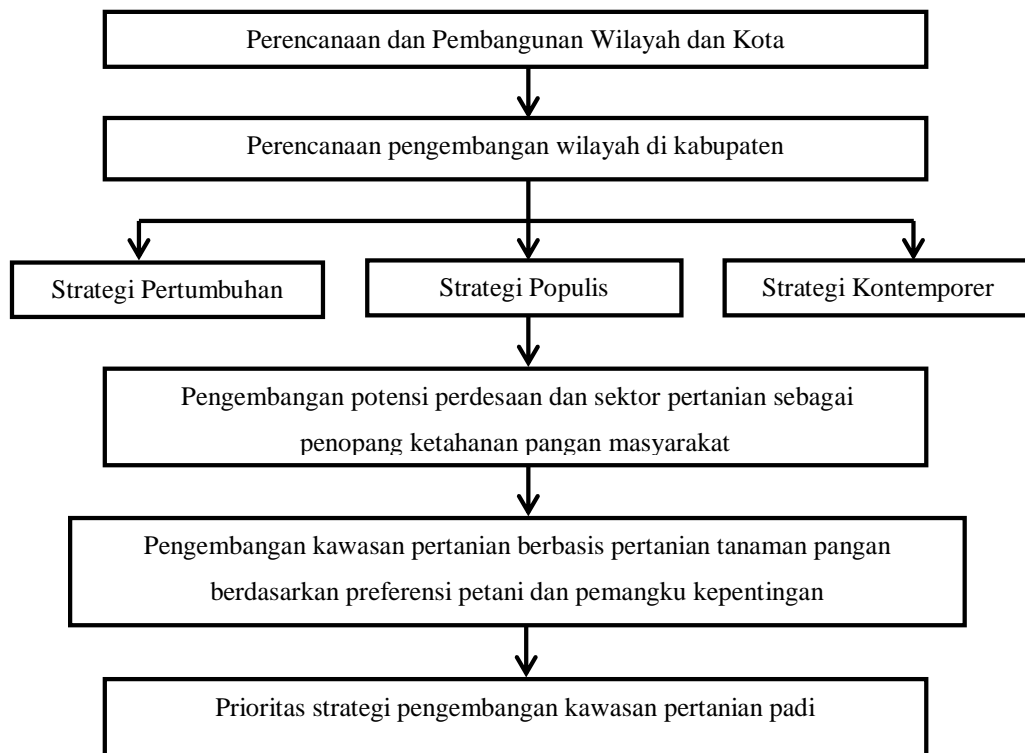 Perencanaan dan Pembangunan Wilayah dan Kota
Perencanaan pengembangan wilayah di kabupaten
Strategi Pertumbuhan
Strategi Populis
Strategi Kontemporer
Pengembangan potensi perdesaan dan sektor pertanian sebagai
penopang ketahanan pangan masyarakat
Pengembangan kawasan pertanian berbasis pertanian tanaman pangan
berdasarkan preferensi petani dan pemangku kepentingan
Prioritas strategi pengembangan kawasan pertanian padi